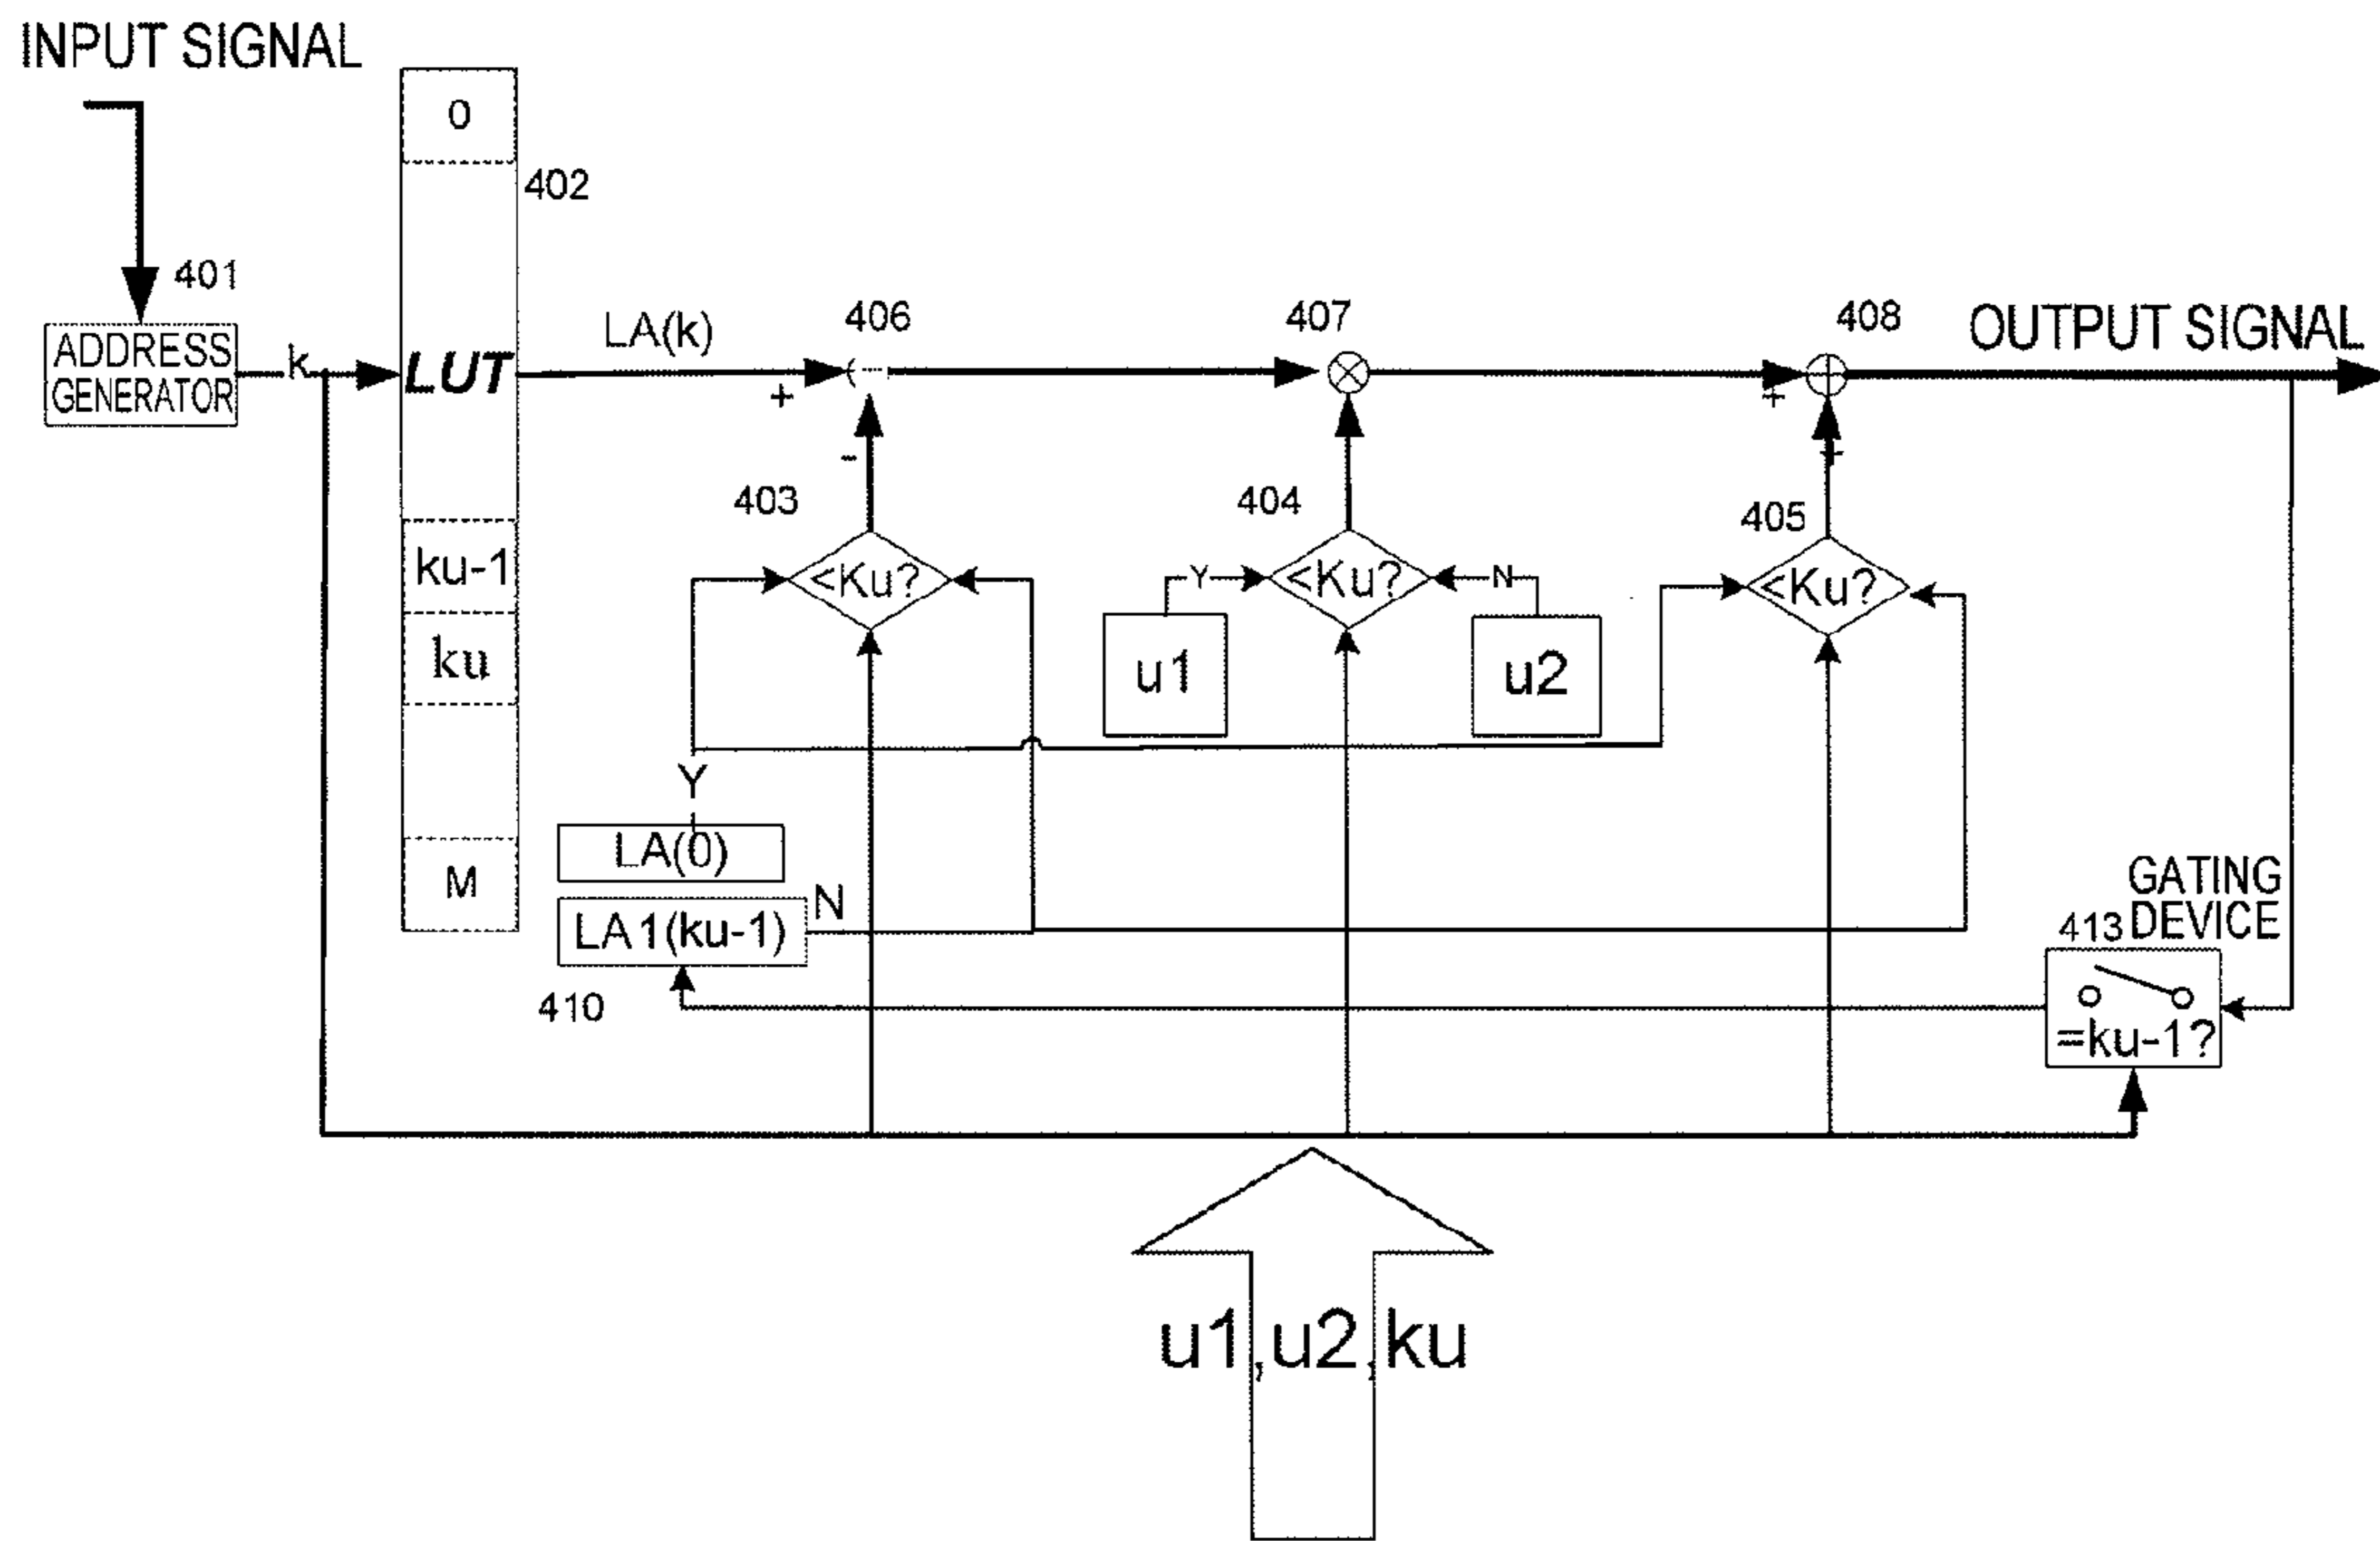 INPUT SIGNAL
0
402
401
ADDRESS
GENERATOR
k
LUT
LA(k)
+
406
407
408
+
OUTPUT SIGNAL
-
+
403
404
405
<Ku?
Y
<Ku?
N
<Ku?
ku-1
ku
u1
u2
Y
LA(0)
M
LA1(ku-1)
N
410
GATING
DEVICE
413
=ku-1?
u1,u2,ku